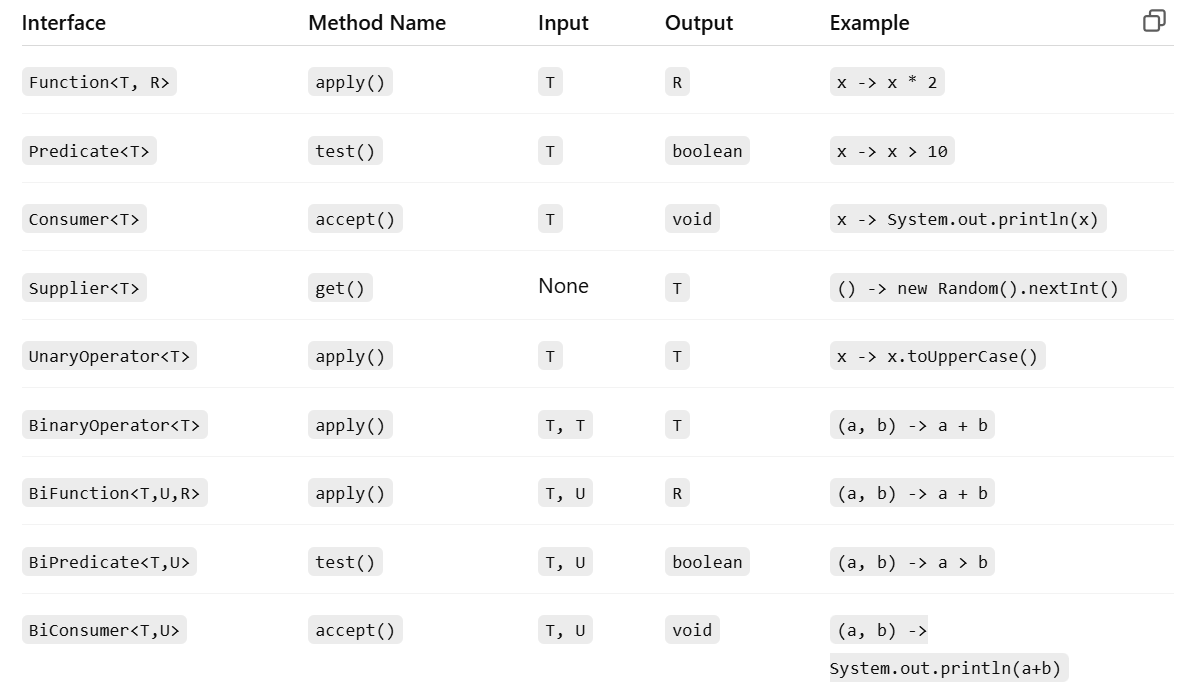 Interface Method Name Input Output Example
Function<T, R> apply() T R x -> x * 2
Predicate<T> test() T boolean x -> x > 10
Consumer<T> accept() T void x -> System.out.println(x)
Supplier<T> get() None T () -> new Random().nextInt()
UnaryOperator<T> apply() T T x -> x.toUpperCase()
BinaryOperator<T> apply() T, T T (a, b) -> a + b
BiFunction<T,U,R> apply() T, U R (a, b) -> a + b
BiPredicate<T,U> test() T, U boolean (a, b) -> a > b
BiConsumer<T,U> accept() T, U void (a, b) ->
System.out.println(a+b)